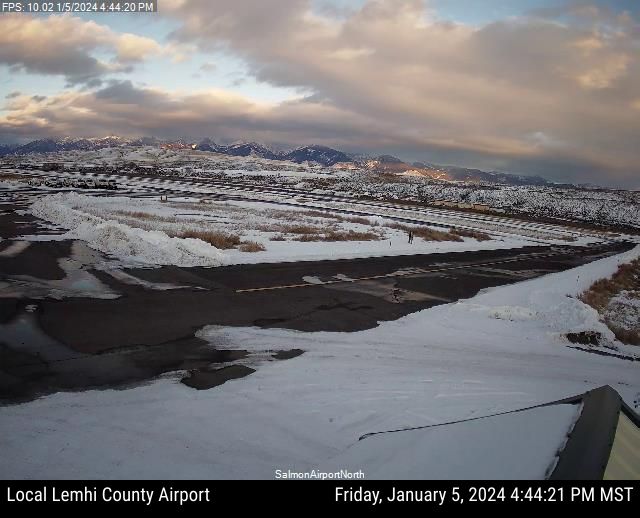 FPS: 10.02 1/5/2024 4:44:20 PM
SalmonAirportNorth
Local Lemhi County Airport Friday, January 5, 2024 4:44:21 PM MST